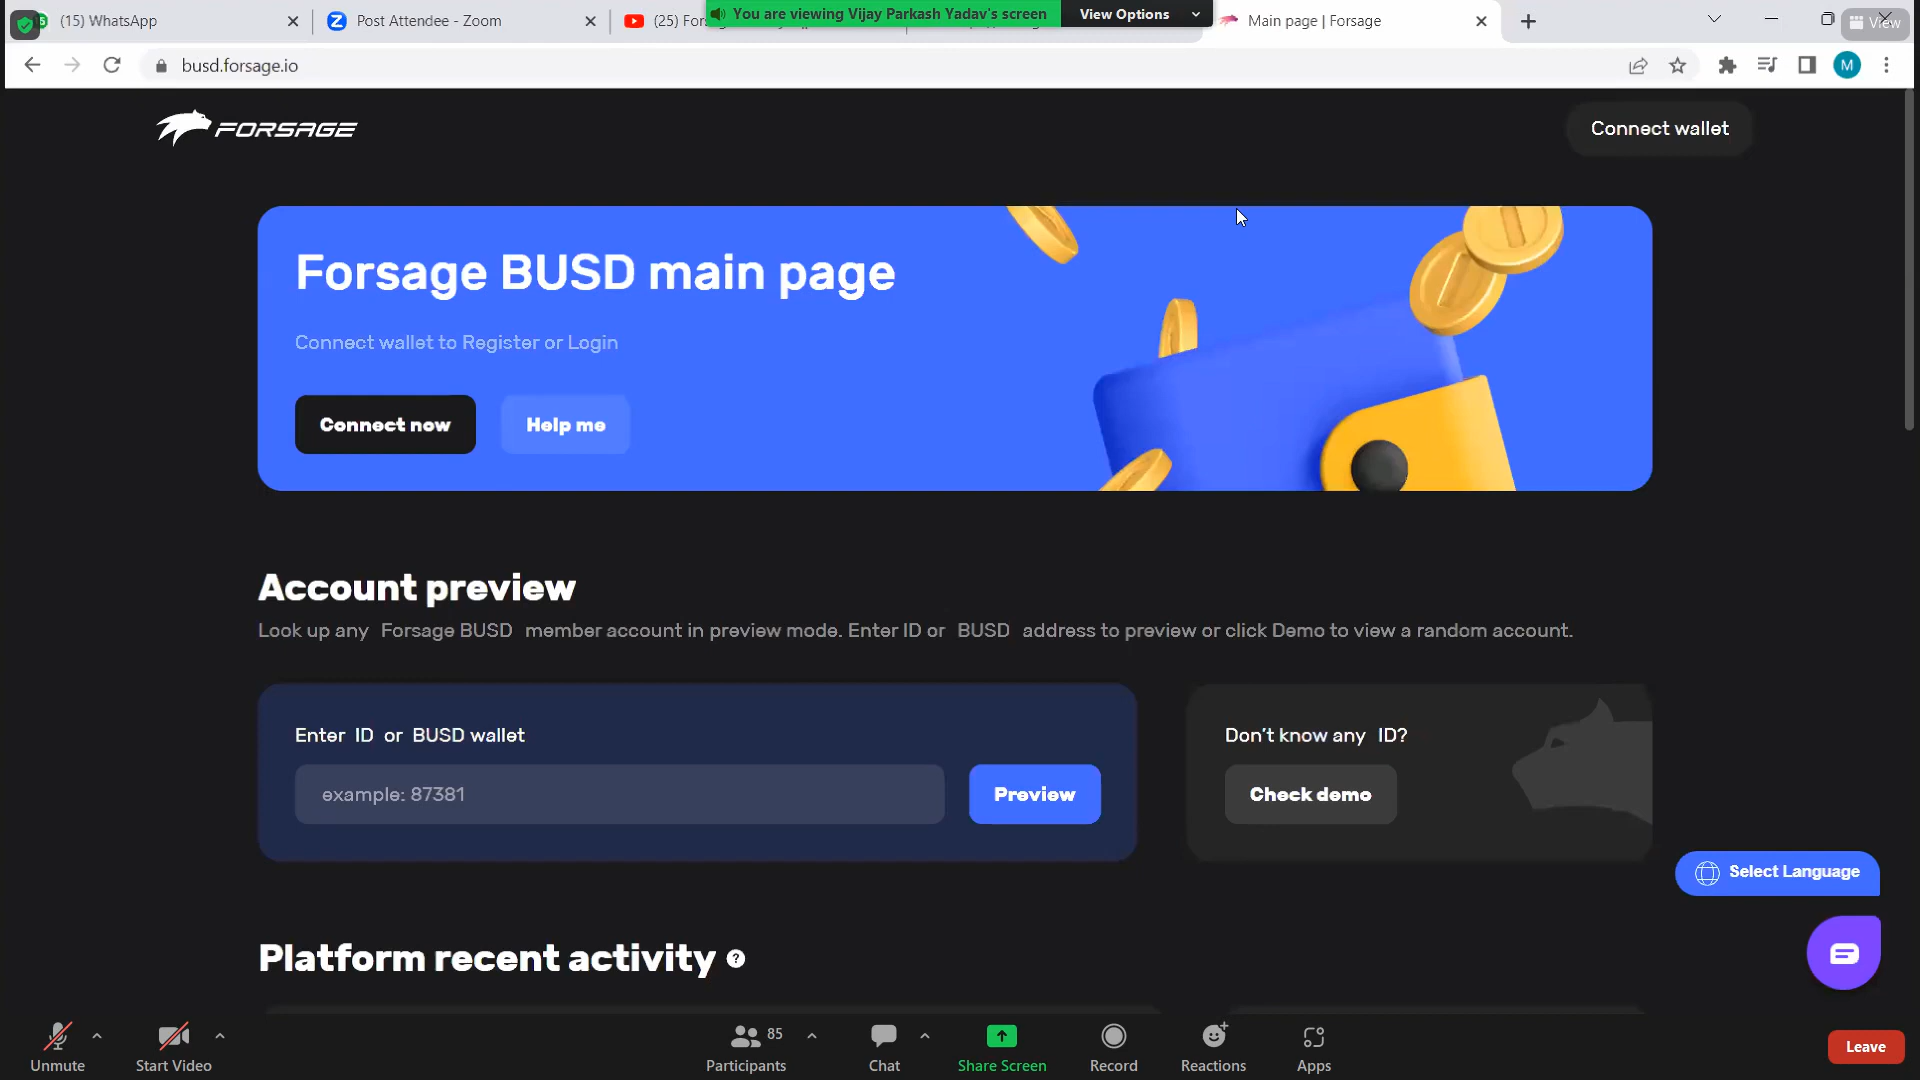 (15) WhatsApp
Post Attendee - Zoom
(25) Fors
You are viewing Vijay Parkash Yadav's screen
View Options
Main page | Forsage
View
busd.forsage.io
M
FORSAGE
Connect wallet
Forsage BUSD main page
Connect wallet to Register or Login
Connect now
Help me
Account preview
Look up any Forsage BUSD member account in preview mode. Enter ID or BUSD address to preview or click Demo to view a random account.
Enter ID or BUSD wallet
example: 87381
Preview
Don't know any ID?
Check demo
Select Language
Platform recent activity ?
Unmute
Start Video
85
Participants
Chat
Share Screen
Record
Reactions
Apps
Leave